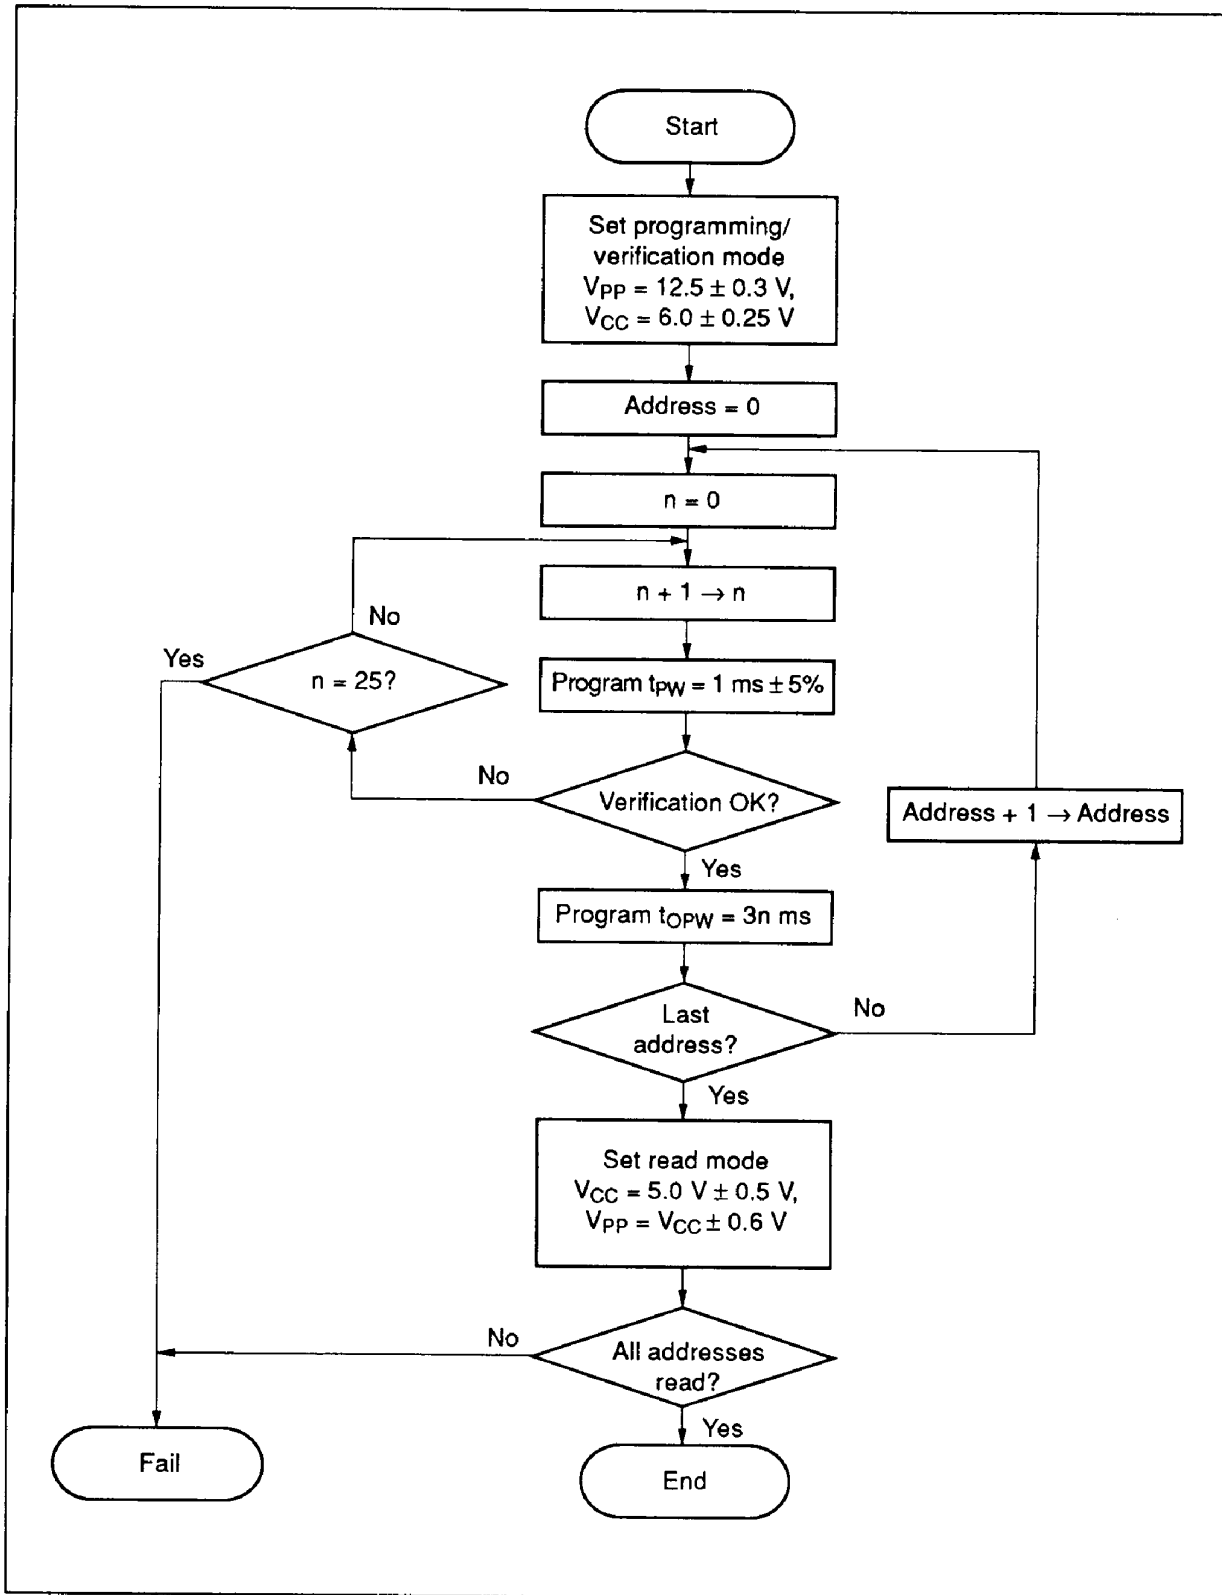 Start
Set programming/
verification mode
VPP = 12.5 ± 0.3 V,
VCC = 6.0 ± 0.25 V
Address = 0
n = 0
n + 1 → n
No
Yes
n = 25?
Program tPW = 1 ms ± 5%
No
Verification OK?
Address + 1 → Address
Yes
Program tOPW = 3n ms
Last
address?
No
Yes
Set read mode
VCC = 5.0 V ± 0.5 V,
VPP = VCC ± 0.6 V
No
All addresses
read?
Yes
Fail
End